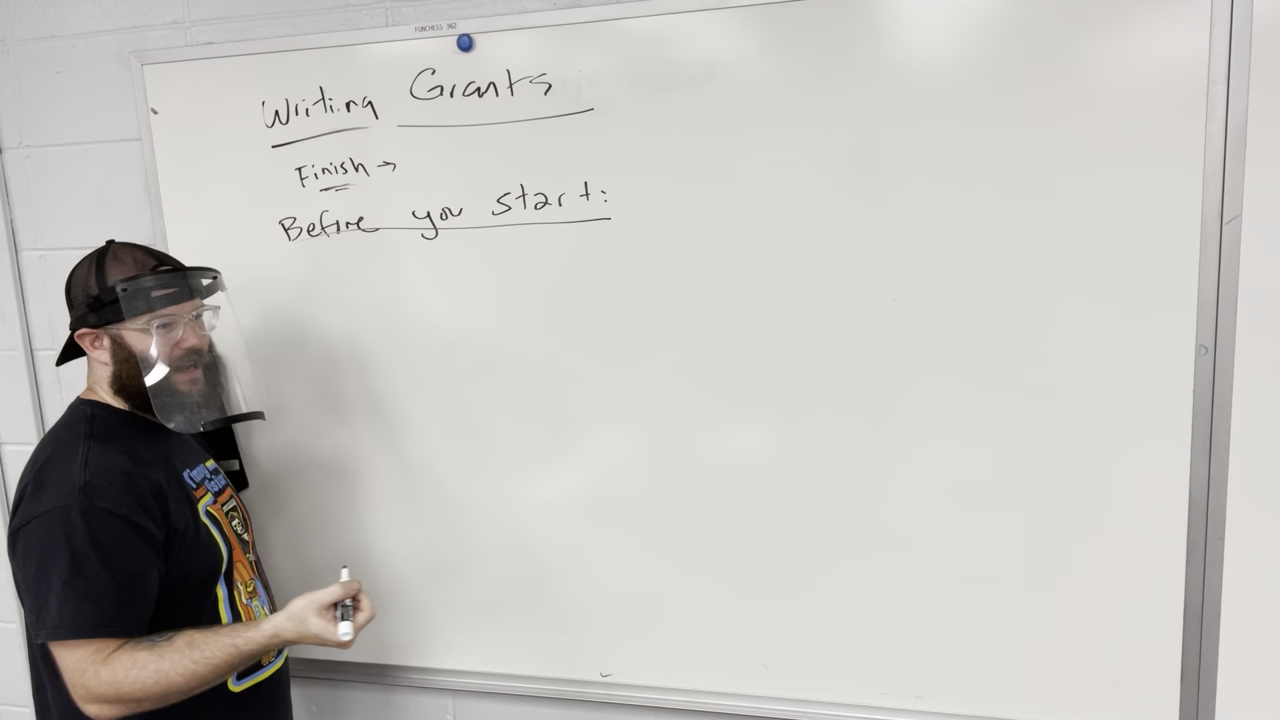 FUNCHESS 362
Writing Grants
Finish →
Before you start: